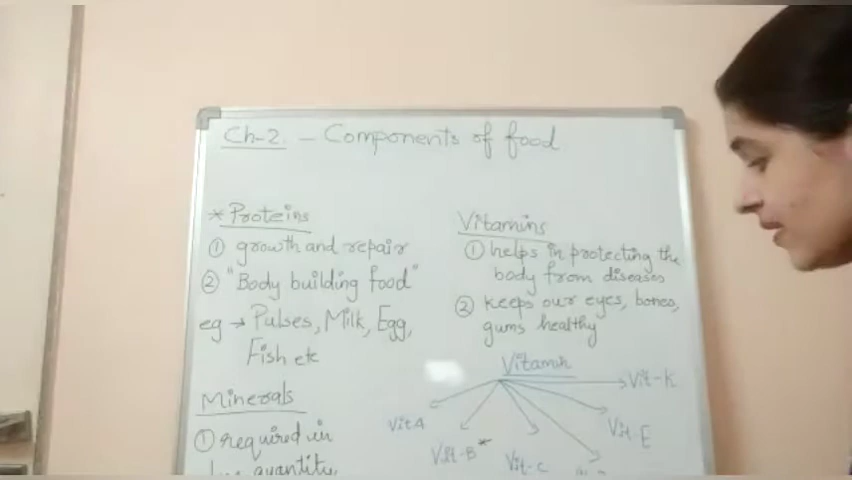 Ch-2. - Components of food
* Proteins
① growth and repair
② "Body building food"
eg → Pulses, Milk, Egg,
Fish etc
Minerals
① required in
quantity,
Vitamins
① helps in protecting the
body from diseases
② keeps our eyes, bones,
gums healthy
Vitamin
Vit A
Vit-B*
Vit-C
Vit-E
Vit-K